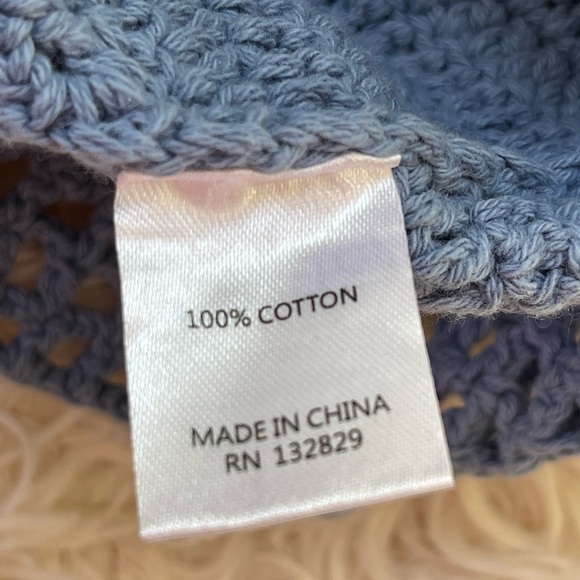 100% COTTON
MADE IN CHINA
RN 132829